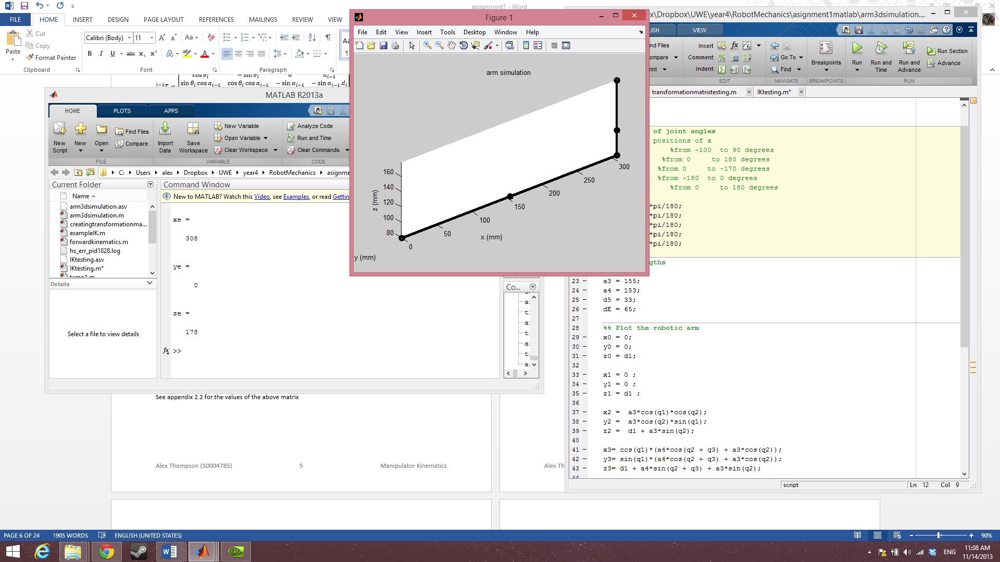 assignment1 - Word
FILE HOME INSERT DESIGN PAGE LAYOUT REFERENCES MAILINGS REVIEW VIEW
Paste
Cut
Copy
Format Painter
Calibri (Body) 11
Clipboard Font Paragraph
MATLAB R2013a
HOME PLOTS APPS
New Script
New
Open
Find Files
Compare
Import Data
Save Workspace
New Variable
Open Variable
Clear Workspace
Analyze Code
Run and Time
Clear Commands
FILE VARIABLE CODE
C: Users alex Dropbox UWE year4 RobotMechanics
Current Folder
Name
arm3dsimulation.asv
arm3dsimulation.m
creatingtransformationma...
exampleIK.m
forwardkinematics.m
hs_err_pid1828.log
IKtesting.asv
IKtesting.m*
Details
Select a file to view details
Command Window
New to MATLAB? Watch this Video, see Examples, or read
xe =
308
ye =
0
ze =
178
fx >>
Co...
Figure 1
File Edit View Insert Tools Desktop Window Help
arm simulation
160
140
120
100
80
z (mm)
0
50
100
150
200
250
300
x (mm)
y (mm)
x\Dropbox\UWE\year4\RobotMechanics\asignment1matlab\arm3dsimulation....
VIEW
Insert
Comment
Indent
Go To
Find
Breakpoints
Run
Run and Time
Run and Advance
Run Section
Advance
EDIT NAVIGATE BREAKPOINTS RUN
transformationmatrixtesting.m IKtesting.m*
of joint angles
positions of x
%from -100 to 90 degrees
%from 0 to 180 degrees
%from 0 to -170 degrees
%from -180 to 0 degrees
%from 0 to 180 degrees
*pi/180;
*pi/180;
*pi/180;
*pi/180;
*pi/180;
gths
23 a3 = 155;
24 a4 = 153;
25 d5 = 33;
26 dE = 65;
27
28 %% Plot the robotic arm
29 x0 = 0;
30 y0 = 0;
31 z0 = d1;
32
33 x1 = 0 ;
34 y1 = 0 ;
35 z1 = d1 ;
36
37 x2 = a3*cos(q1)*cos(q2);
38 y2 = a3*cos(q2)*sin(q1);
39 z2 = d1 + a3*sin(q2);
40
41 x3= cos(q1)*(a4*cos(q2 + q3) + a3*cos(q2));
42 y3= sin(q1)*(a4*cos(q2 + q3) + a3*cos(q2));
43 z3= d1 + a4*sin(q2 + q3) + a3*sin(q2);
script Ln 12 Col 9
See appendix 2.2 for the values of the above matrix
Alex Thompson (10004785) 5 Manipulator Kinematics
Alex Th
PAGE 6 OF 24 1905 WORDS ENGLISH (UNITED STATES) 90%
ENG 11:08 AM
11/14/2013